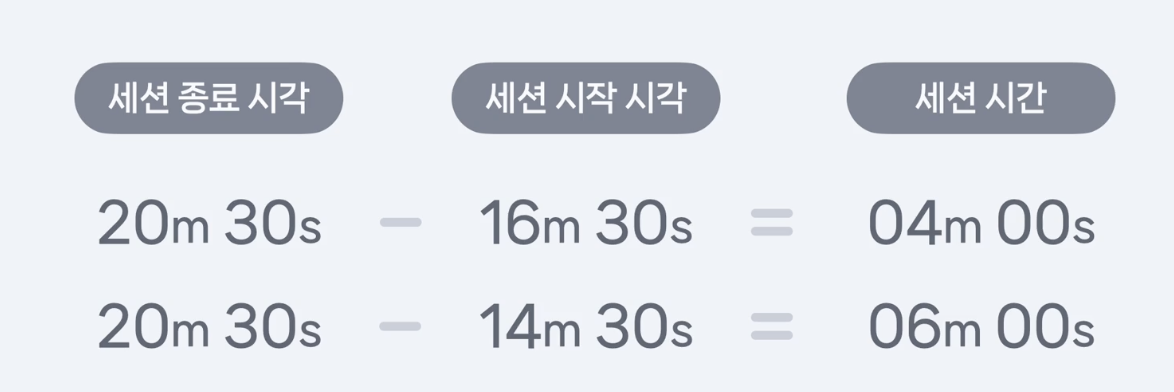 세션 종료 시각 세션 시작 시각 세션 시간
20m 30s − 16m 30s = 04m 00s
20m 30s − 14m 30s = 06m 00s